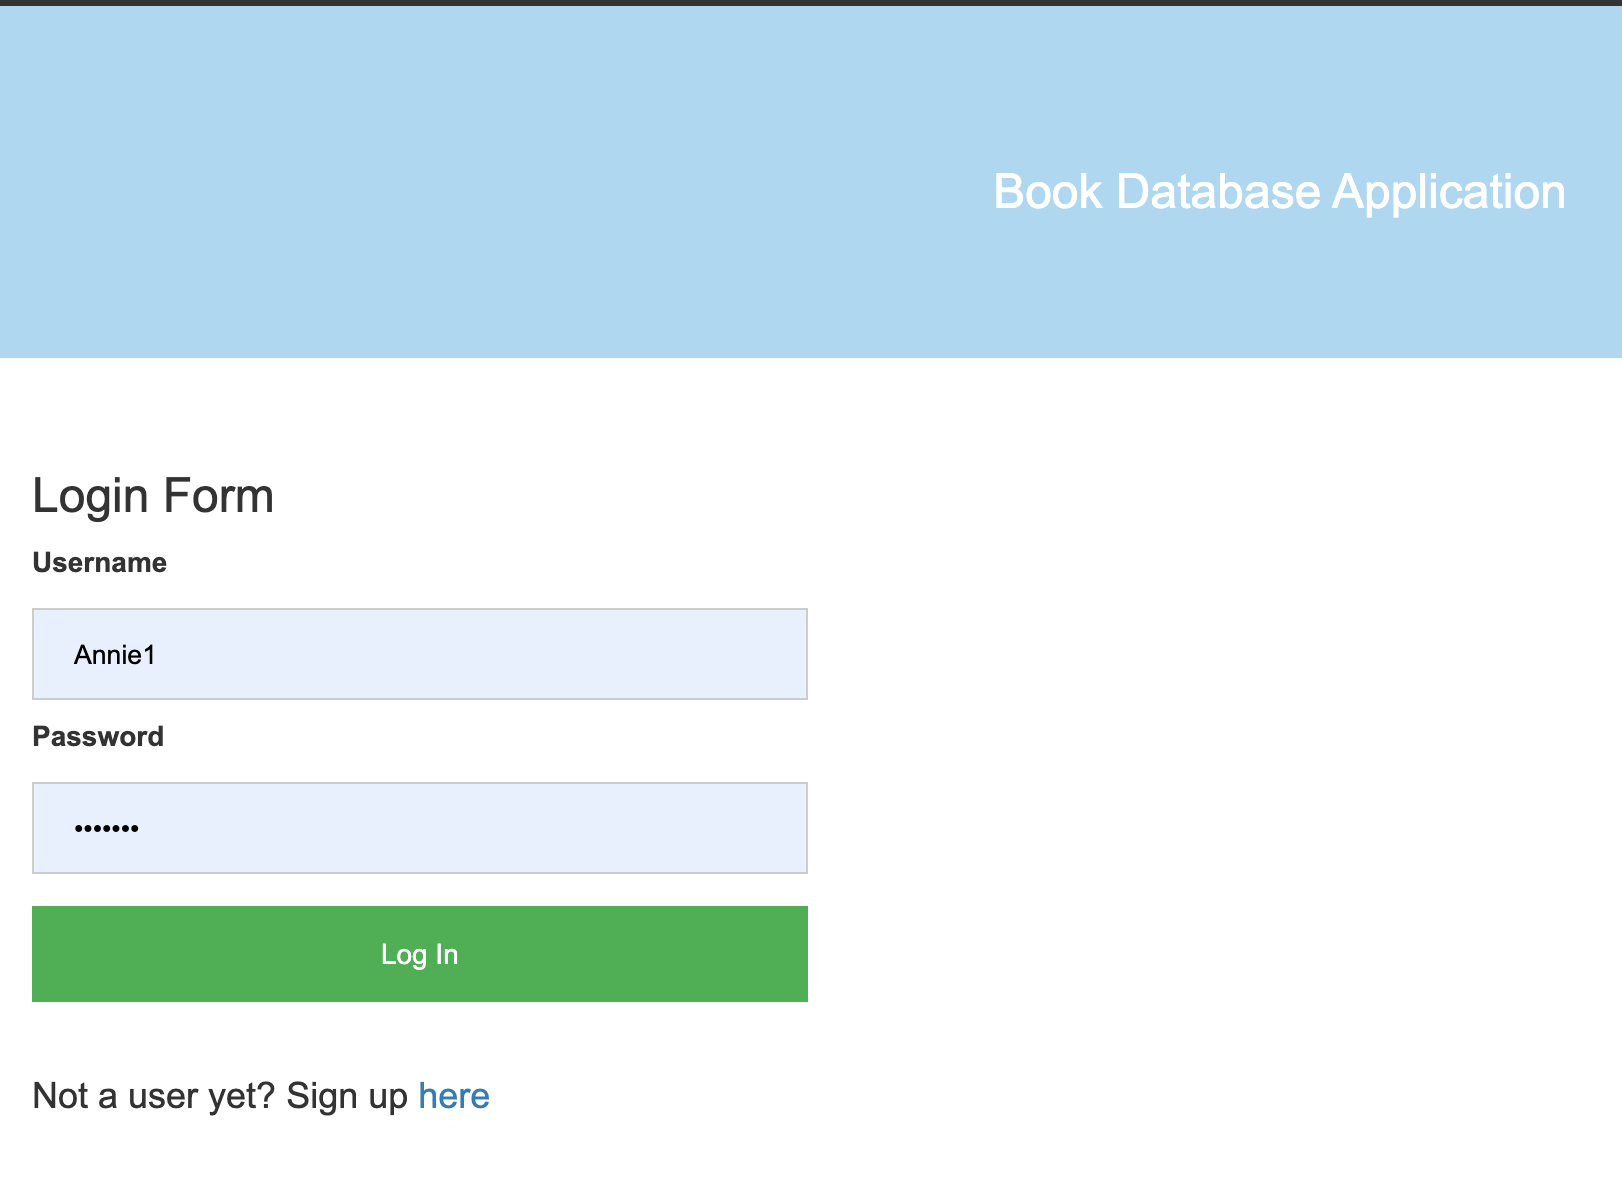 Book Database Application
Login Form
Username
Annie1
Password
•••••••
Log In
Not a user yet? Sign up here